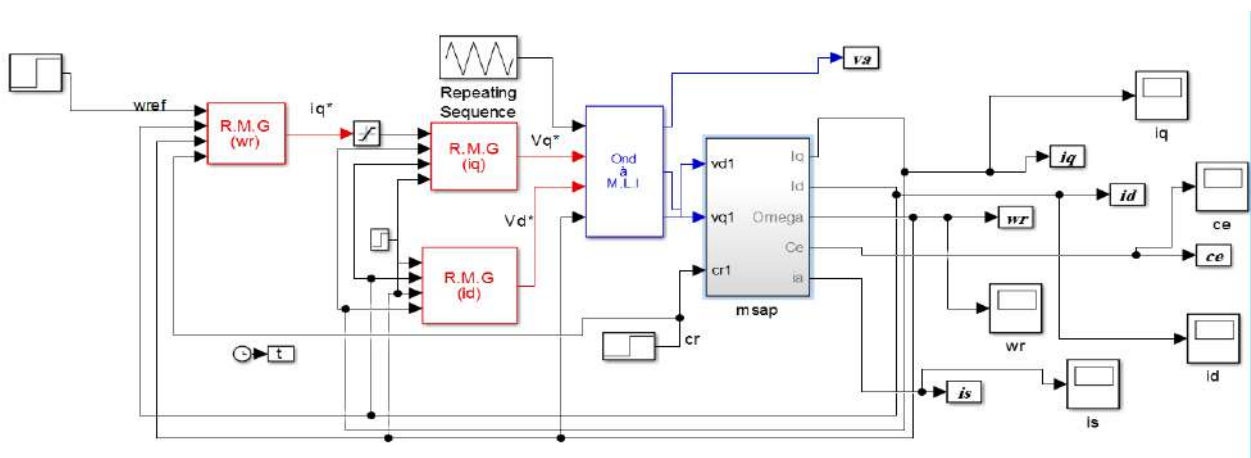 va
wref
iq*
Repeating
Sequence
R.M.G
(wr)
R.M.G
(iq)
Vq*
Ond
à
M.L.I
vd1
vq1
cr1
Iq
Id
Omega
Ce
ia
msap
iq
iq
id
ce
wr
ce
Vd*
R.M.G
(id)
cr
t
wr
id
is
is